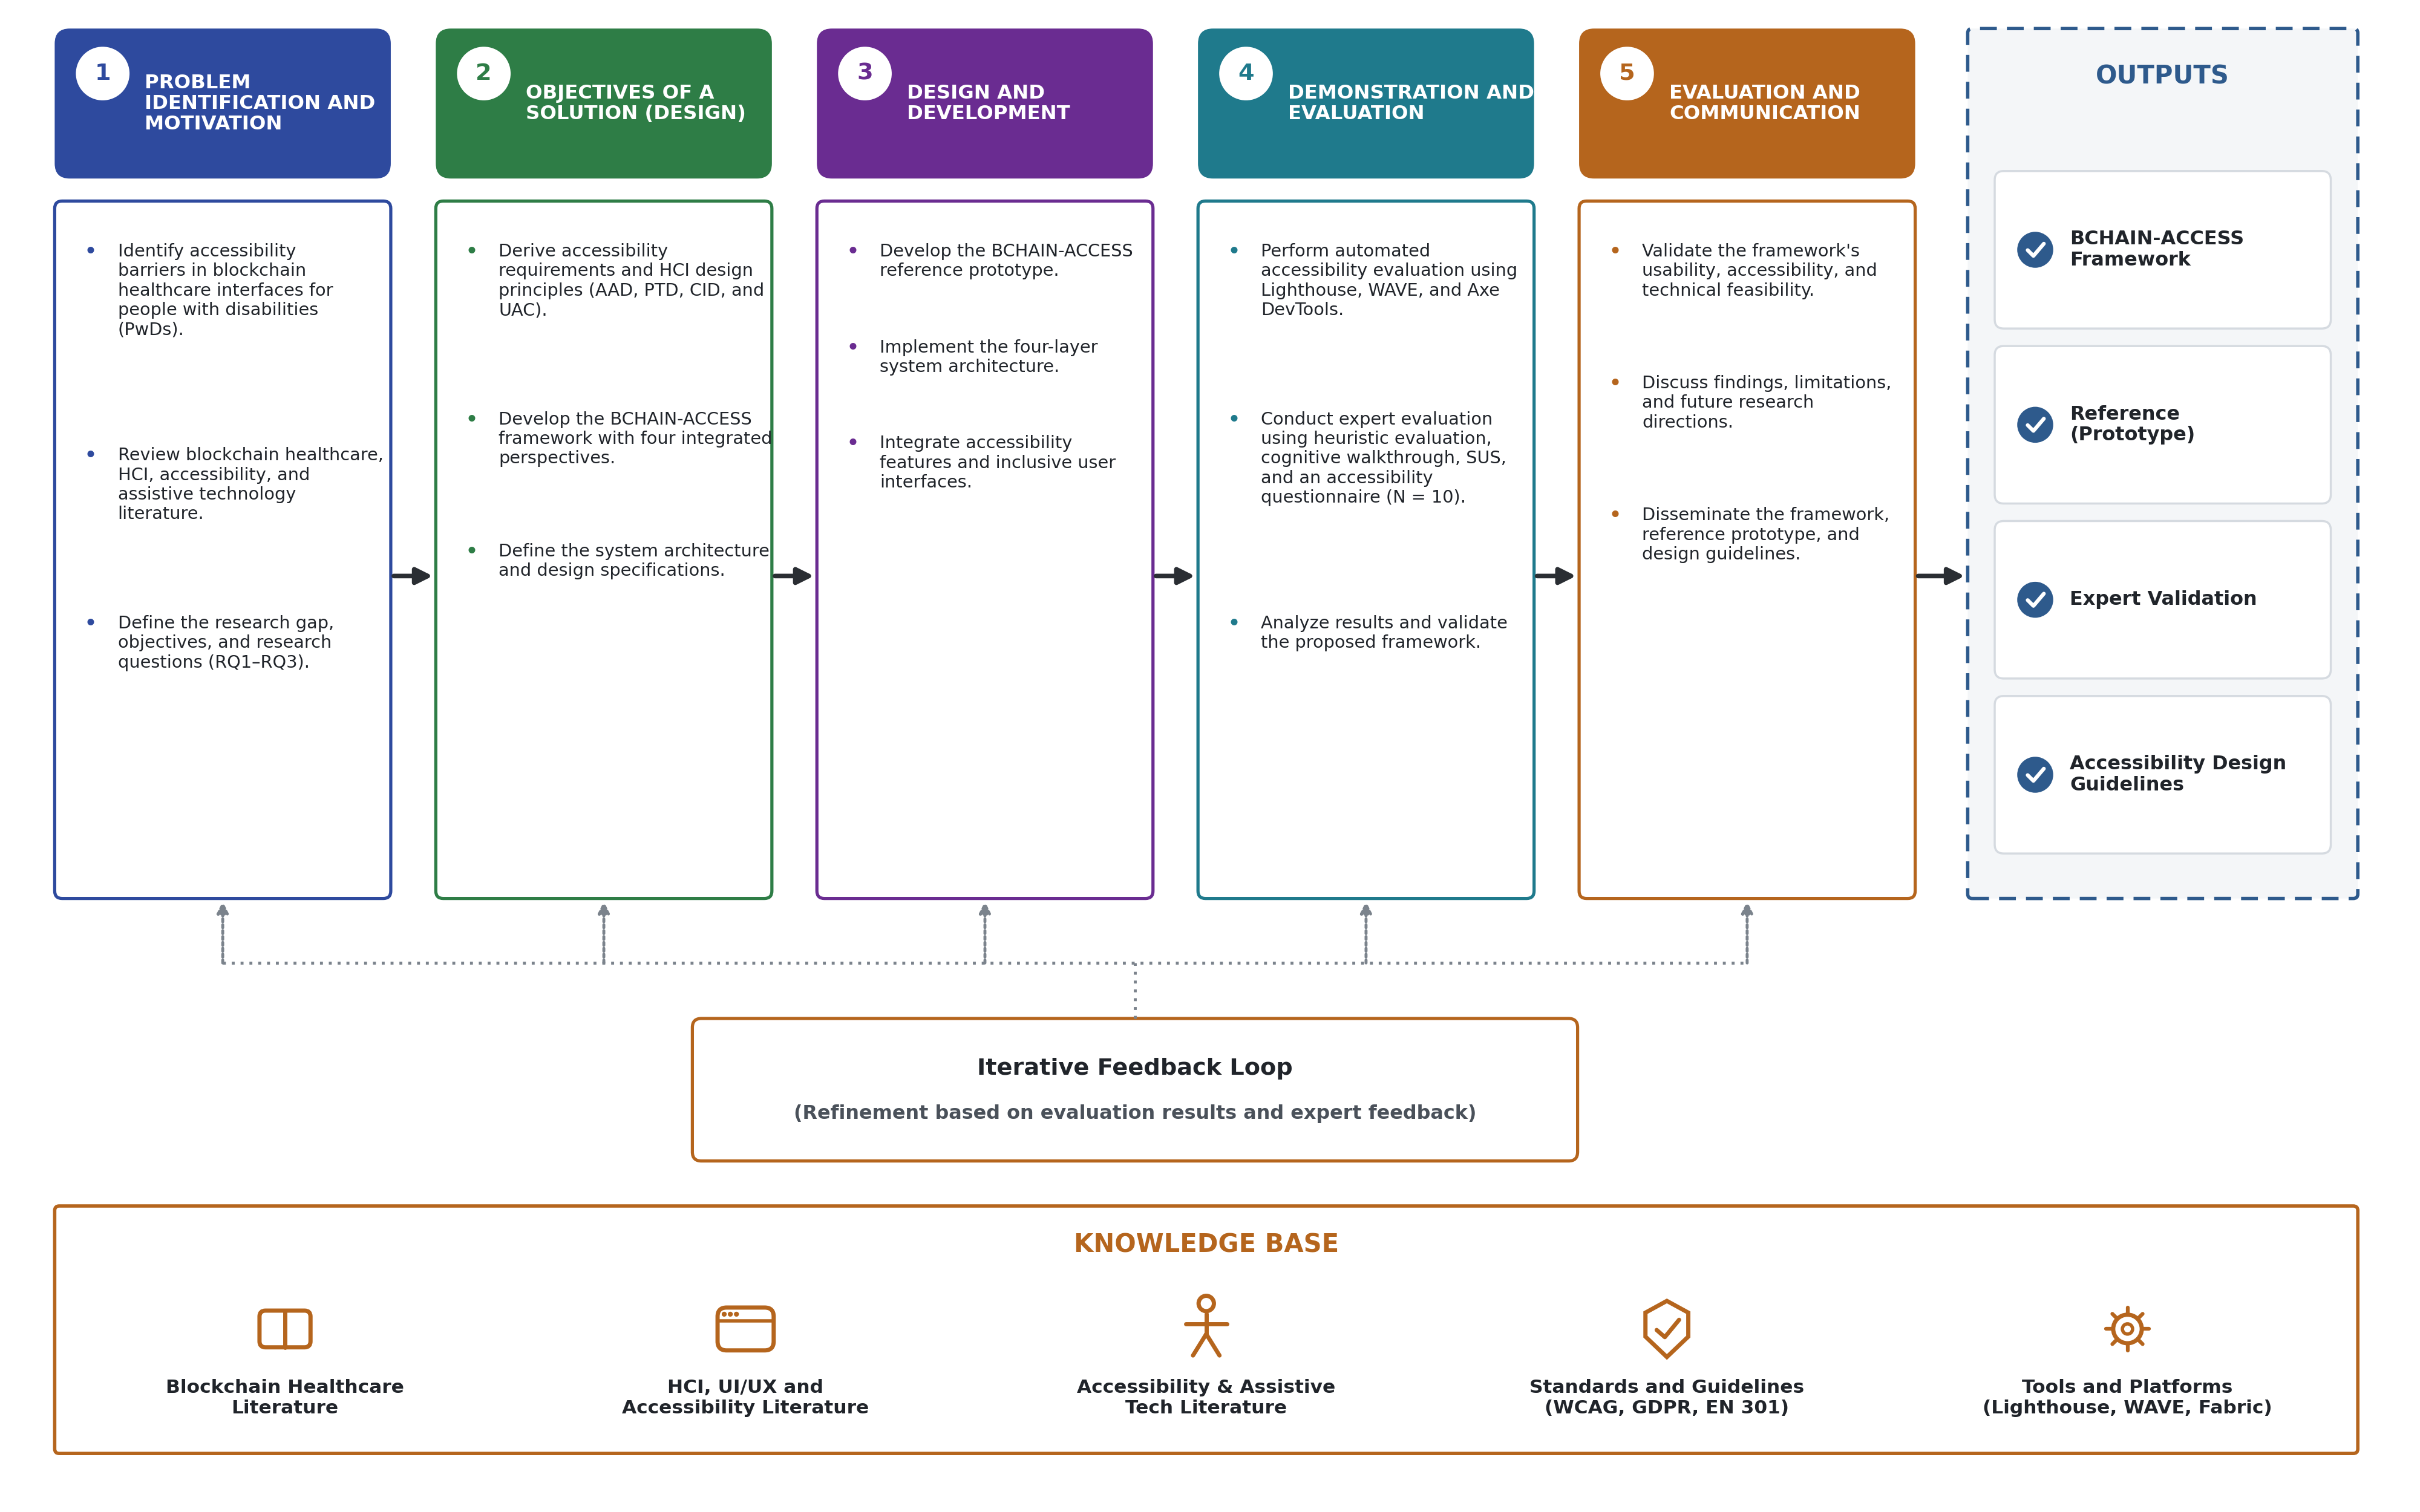 1
PROBLEM
IDENTIFICATION AND
MOTIVATION
• Identify accessibility
barriers in blockchain
healthcare interfaces for
people with disabilities
(PwDs).
• Review blockchain healthcare,
HCI, accessibility, and
assistive technology
literature.
• Define the research gap,
objectives, and research
questions (RQ1–RQ3).
2
OBJECTIVES OF A
SOLUTION (DESIGN)
• Derive accessibility
requirements and HCI design
principles (AAD, PTD, CID, and
UAC).
• Develop the BCHAIN-ACCESS
framework with four integrated
perspectives.
• Define the system architecture
and design specifications.
3
DESIGN AND
DEVELOPMENT
• Develop the BCHAIN-ACCESS
reference prototype.
• Implement the four-layer
system architecture.
• Integrate accessibility
features and inclusive user
interfaces.
4
DEMONSTRATION AND
EVALUATION
• Perform automated
accessibility evaluation using
Lighthouse, WAVE, and Axe
DevTools.
• Conduct expert evaluation
using heuristic evaluation,
cognitive walkthrough, SUS,
and an accessibility
questionnaire (N = 10).
• Analyze results and validate
the proposed framework.
5
EVALUATION AND
COMMUNICATION
• Validate the framework's
usability, accessibility, and
technical feasibility.
• Discuss findings, limitations,
and future research
directions.
• Disseminate the framework,
reference prototype, and
design guidelines.
OUTPUTS
BCHAIN-ACCESS
Framework
Reference
(Prototype)
Expert Validation
Accessibility Design
Guidelines
Iterative Feedback Loop
(Refinement based on evaluation results and expert feedback)
KNOWLEDGE BASE
Blockchain Healthcare
Literature
HCI, UI/UX and
Accessibility Literature
Accessibility & Assistive
Tech Literature
Standards and Guidelines
(WCAG, GDPR, EN 301)
Tools and Platforms
(Lighthouse, WAVE, Fabric)